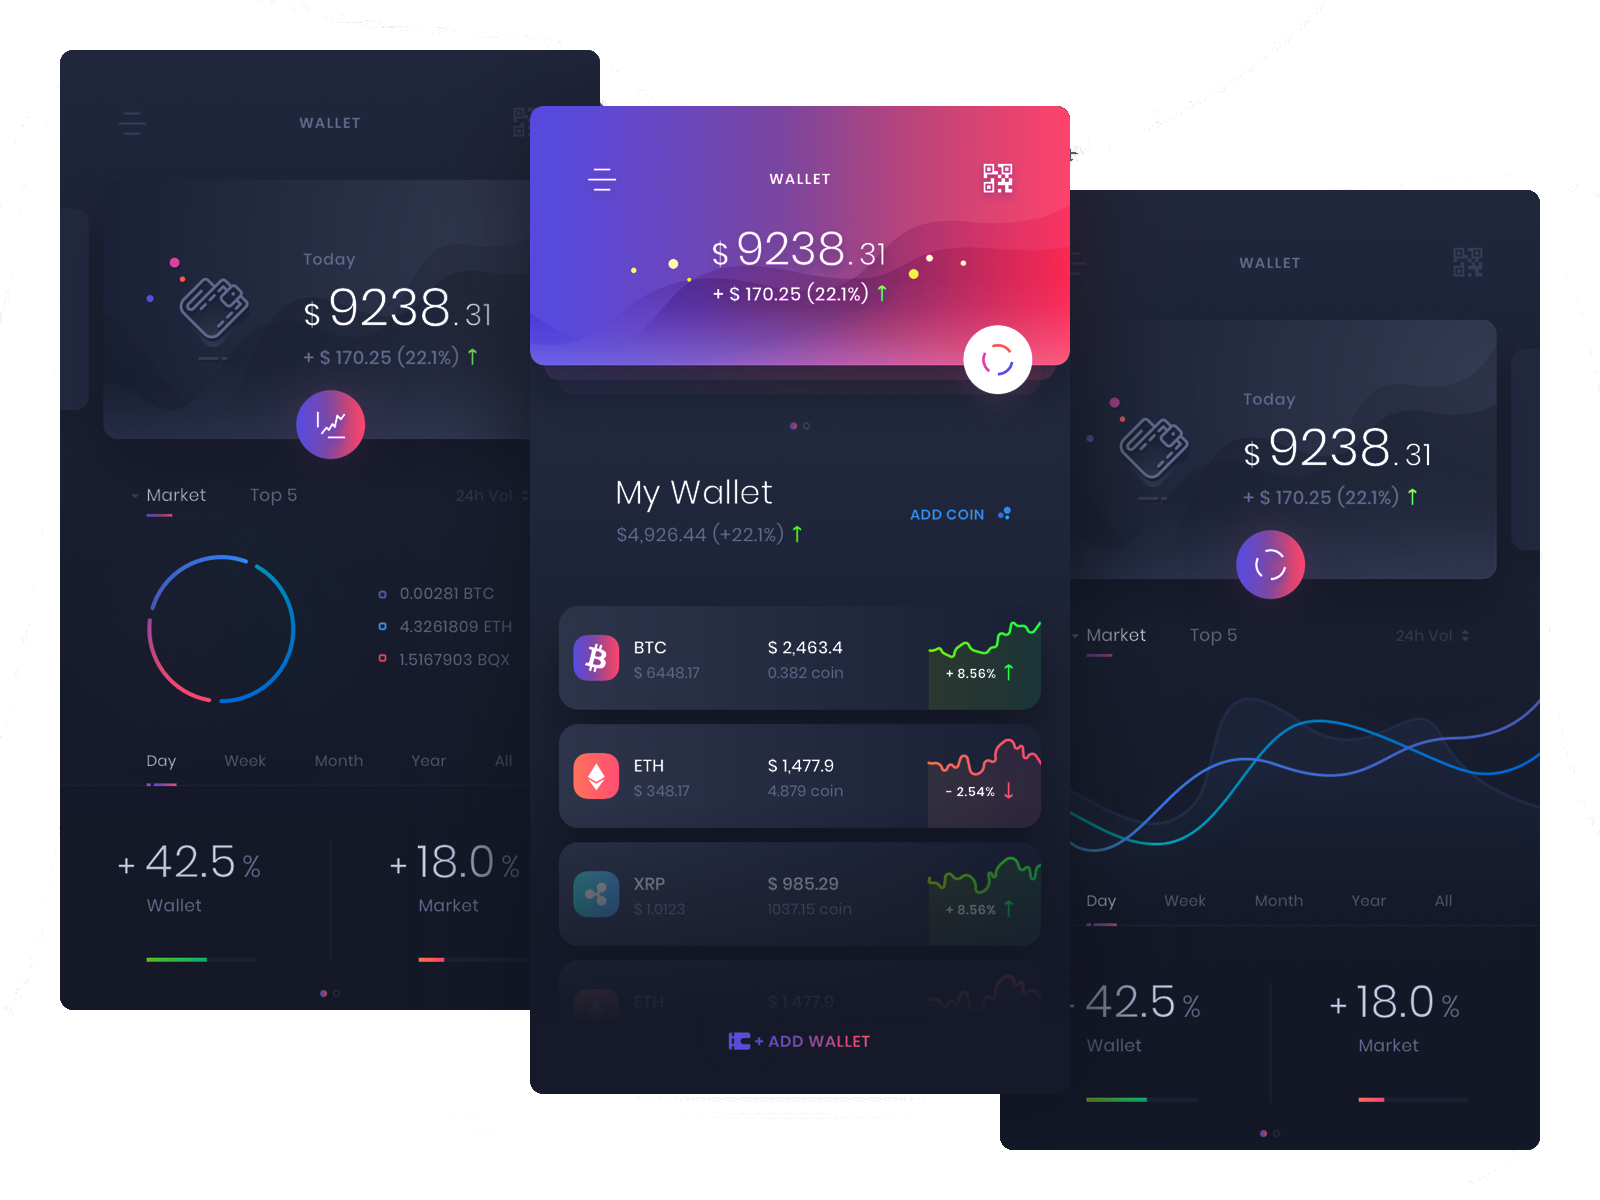 WALLET
Today
$ 9238.31
+ $ 170.25 (22.1%) ↑
Market Top 5 24h Vol
0.00281 BTC
4.3261809 ETH
1.5167903 BQX
Day Week Month Year All
+ 42.5 % + 18.0 %
Wallet Market
WALLET
$ 9238.31
+ $ 170.25 (22.1%) ↑
My Wallet
$4,926.44 (+22.1%) ↑
ADD COIN
BTC $ 2,463.4
$ 6448.17 0.382 coin
+ 8.56% ↑
ETH $ 1,477.9
$ 348.17 4.879 coin
- 2.54% ↓
XRP $ 985.29
$ 1.0123 1037.15 coin
+ 8.56% ↑
ETH $ 1,477.9
+ ADD WALLET
WALLET
Today
$ 9238.31
+ $ 170.25 (22.1%) ↑
Market Top 5 24h Vol
Day Week Month Year All
42.5 % + 18.0 %
Wallet Market